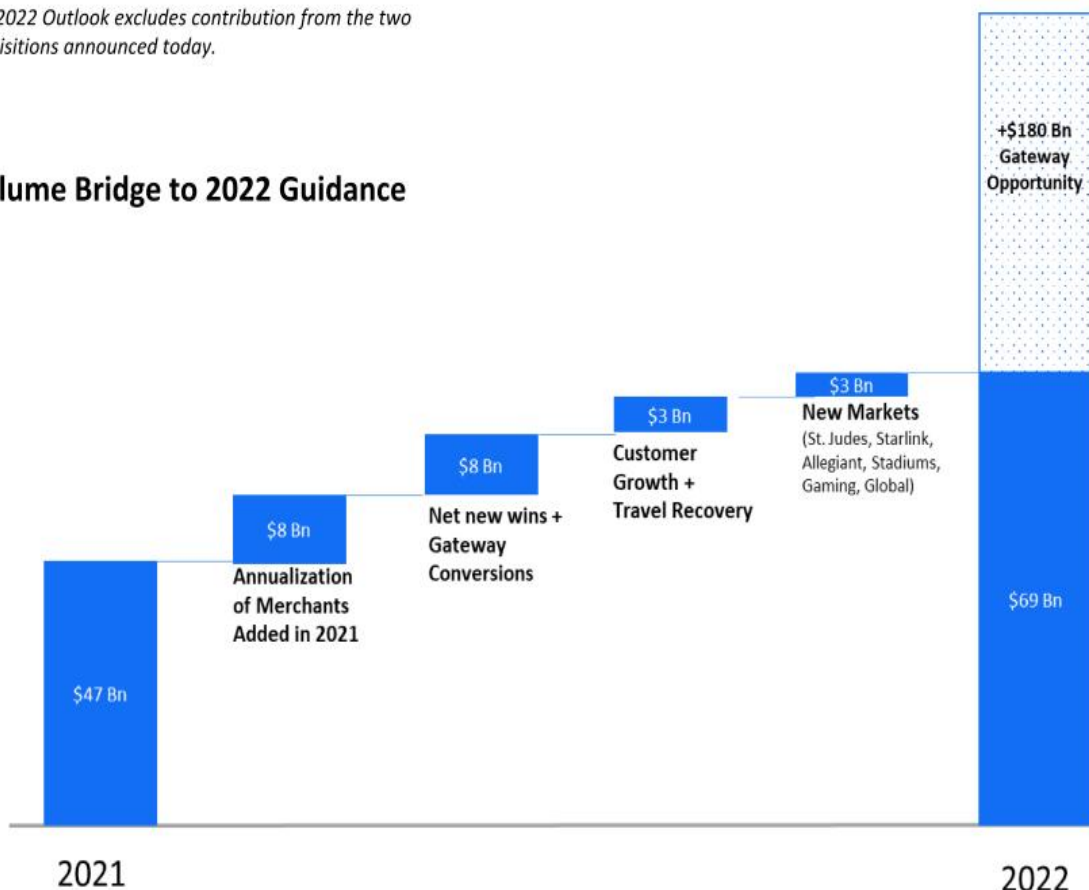 2022 Outlook excludes contribution from the two
isitions announced today.
lume Bridge to 2022 Guidance
+$180 Bn
Gateway
Opportunity
$3 Bn
New Markets
(St. Judes, Starlink,
Allegiant, Stadiums,
Gaming, Global)
$3 Bn
Customer
Growth +
Travel Recovery
$8 Bn
Net new wins +
Gateway
Conversions
$8 Bn
Annualization
of Merchants
Added in 2021
$69 Bn
$47 Bn
2021
2022